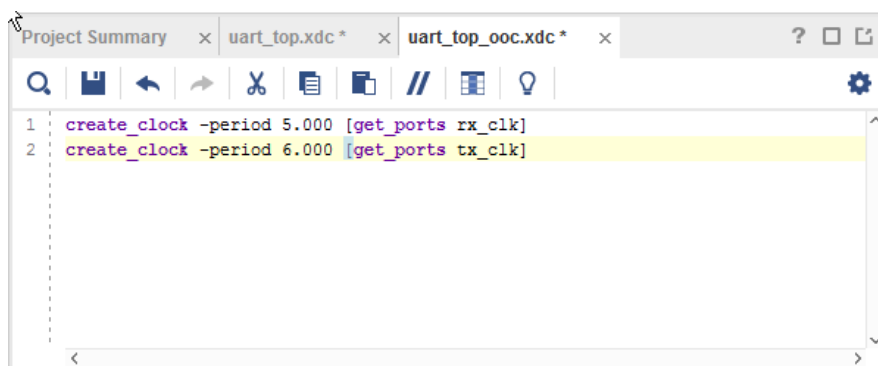 Project Summary × uart_top.xdc * × uart_top_ooc.xdc * ×
?
//
1 create_clock -period 5.000 [get_ports rx_clk]
2 create_clock -period 6.000 [get_ports tx_clk]